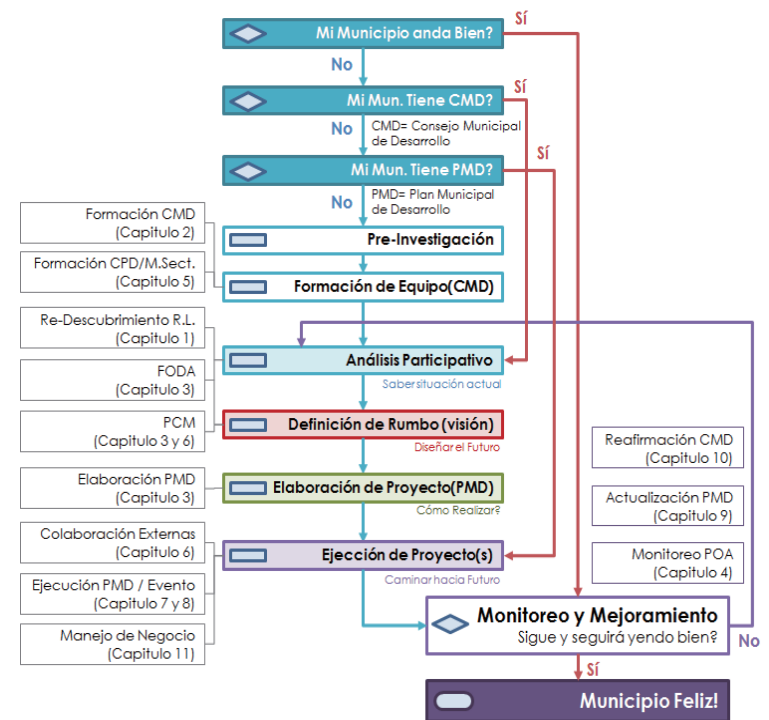 Mi Municipio anda Bien?
Sí
No
Mi Mun. Tiene CMD?
Sí
No
CMD= Consejo Municipal
de Desarrollo
Sí
Mi Mun. Tiene PMD?
No
PMD= Plan Municipal
de Desarrollo
Formación CMD
(Capitulo 2)
Pre-Investigación
Formación CPD/M.Sect.
(Capitulo 5)
Formación de Equipo(CMD)
Re-Descubrimiento R.L.
(Capitulo 1)
Análisis Participativo
Saber situación actual
FODA
(Capitulo 3)
PCM
(Capitulo 3 y 6)
Definición de Rumbo (visión)
Diseñar el Futuro
Reafirmación CMD
(Capitulo 10)
Elaboración PMD
(Capitulo 3)
Elaboración de Proyecto(PMD)
Cómo Realizar?
Actualización PMD
(Capitulo 9)
Colaboración Externas
(Capitulo 6)
Ejección de Proyecto(s)
Caminar hacia Futuro
Monitoreo POA
(Capitulo 4)
Ejecución PMD / Evento
(Capitulo 7 y 8)
Manejo de Negocio
(Capitulo 11)
Monitoreo y Mejoramiento
Sigue y seguirá yendo bien?
No
Sí
Municipio Feliz!